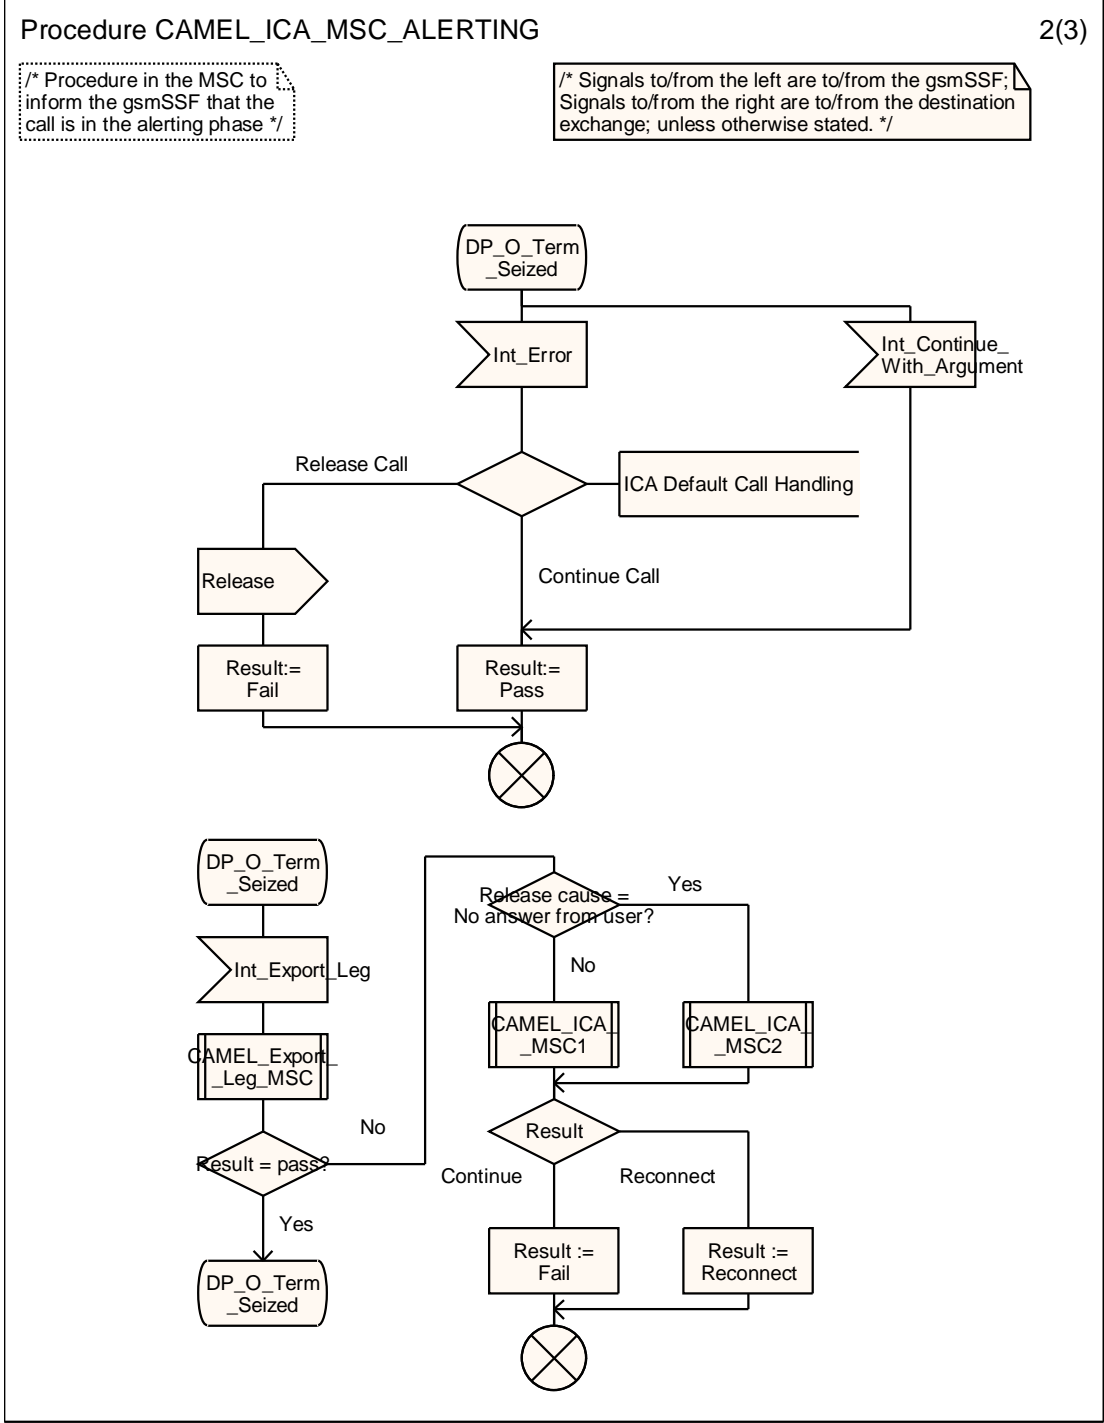 Procedure CAMEL_ICA_MSC_ALERTING
2(3)
/* Procedure in the MSC to
inform the gsmSSF that the
call is in the alerting phase */
/* Signals to/from the left are to/from the gsmSSF;
Signals to/from the right are to/from the destination
exchange; unless otherwise stated. */
DP_O_Term
_Seized
Int_Error
Int_Continue_
With_Argument
Release Call
ICA Default Call Handling
Release
Continue Call
Result:=
Fail
Result:=
Pass
DP_O_Term
_Seized
Int_Export_Leg
CAMEL_Export_
_Leg_MSC
Result = pass?
No
Yes
DP_O_Term
_Seized
Release cause =
No answer from user?
Yes
No
CAMEL_ICA_
_MSC1
CAMEL_ICA_
_MSC2
Result
Continue
Reconnect
Result :=
Fail
Result :=
Reconnect